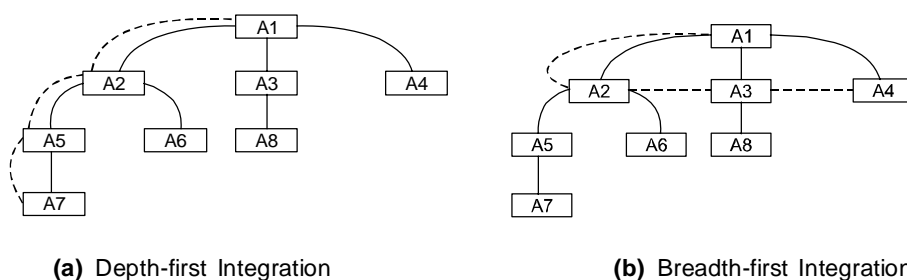 A1
A2 A3 A4
A5 A6 A8
A7
(a) Depth-first Integration
A1
A2 A3 A4
A5 A6 A8
A7
(b) Breadth-first Integration